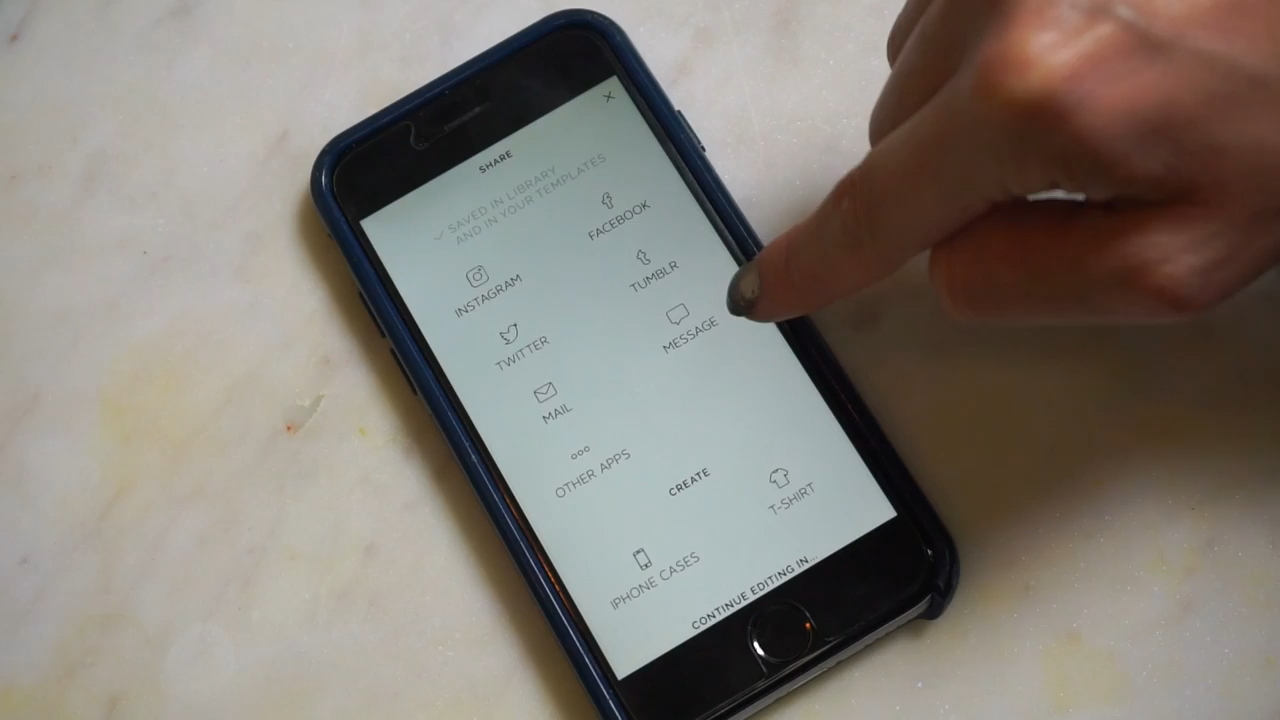 SHARE
SAVED IN LIBRARY
AND IN YOUR TEMPLATES
INSTAGRAM
FACEBOOK
TWITTER
TUMBLR
MAIL
MESSAGE
OTHER APPS
CREATE
IPHONE CASES
T-SHIRT
CONTINUE EDITING IN...